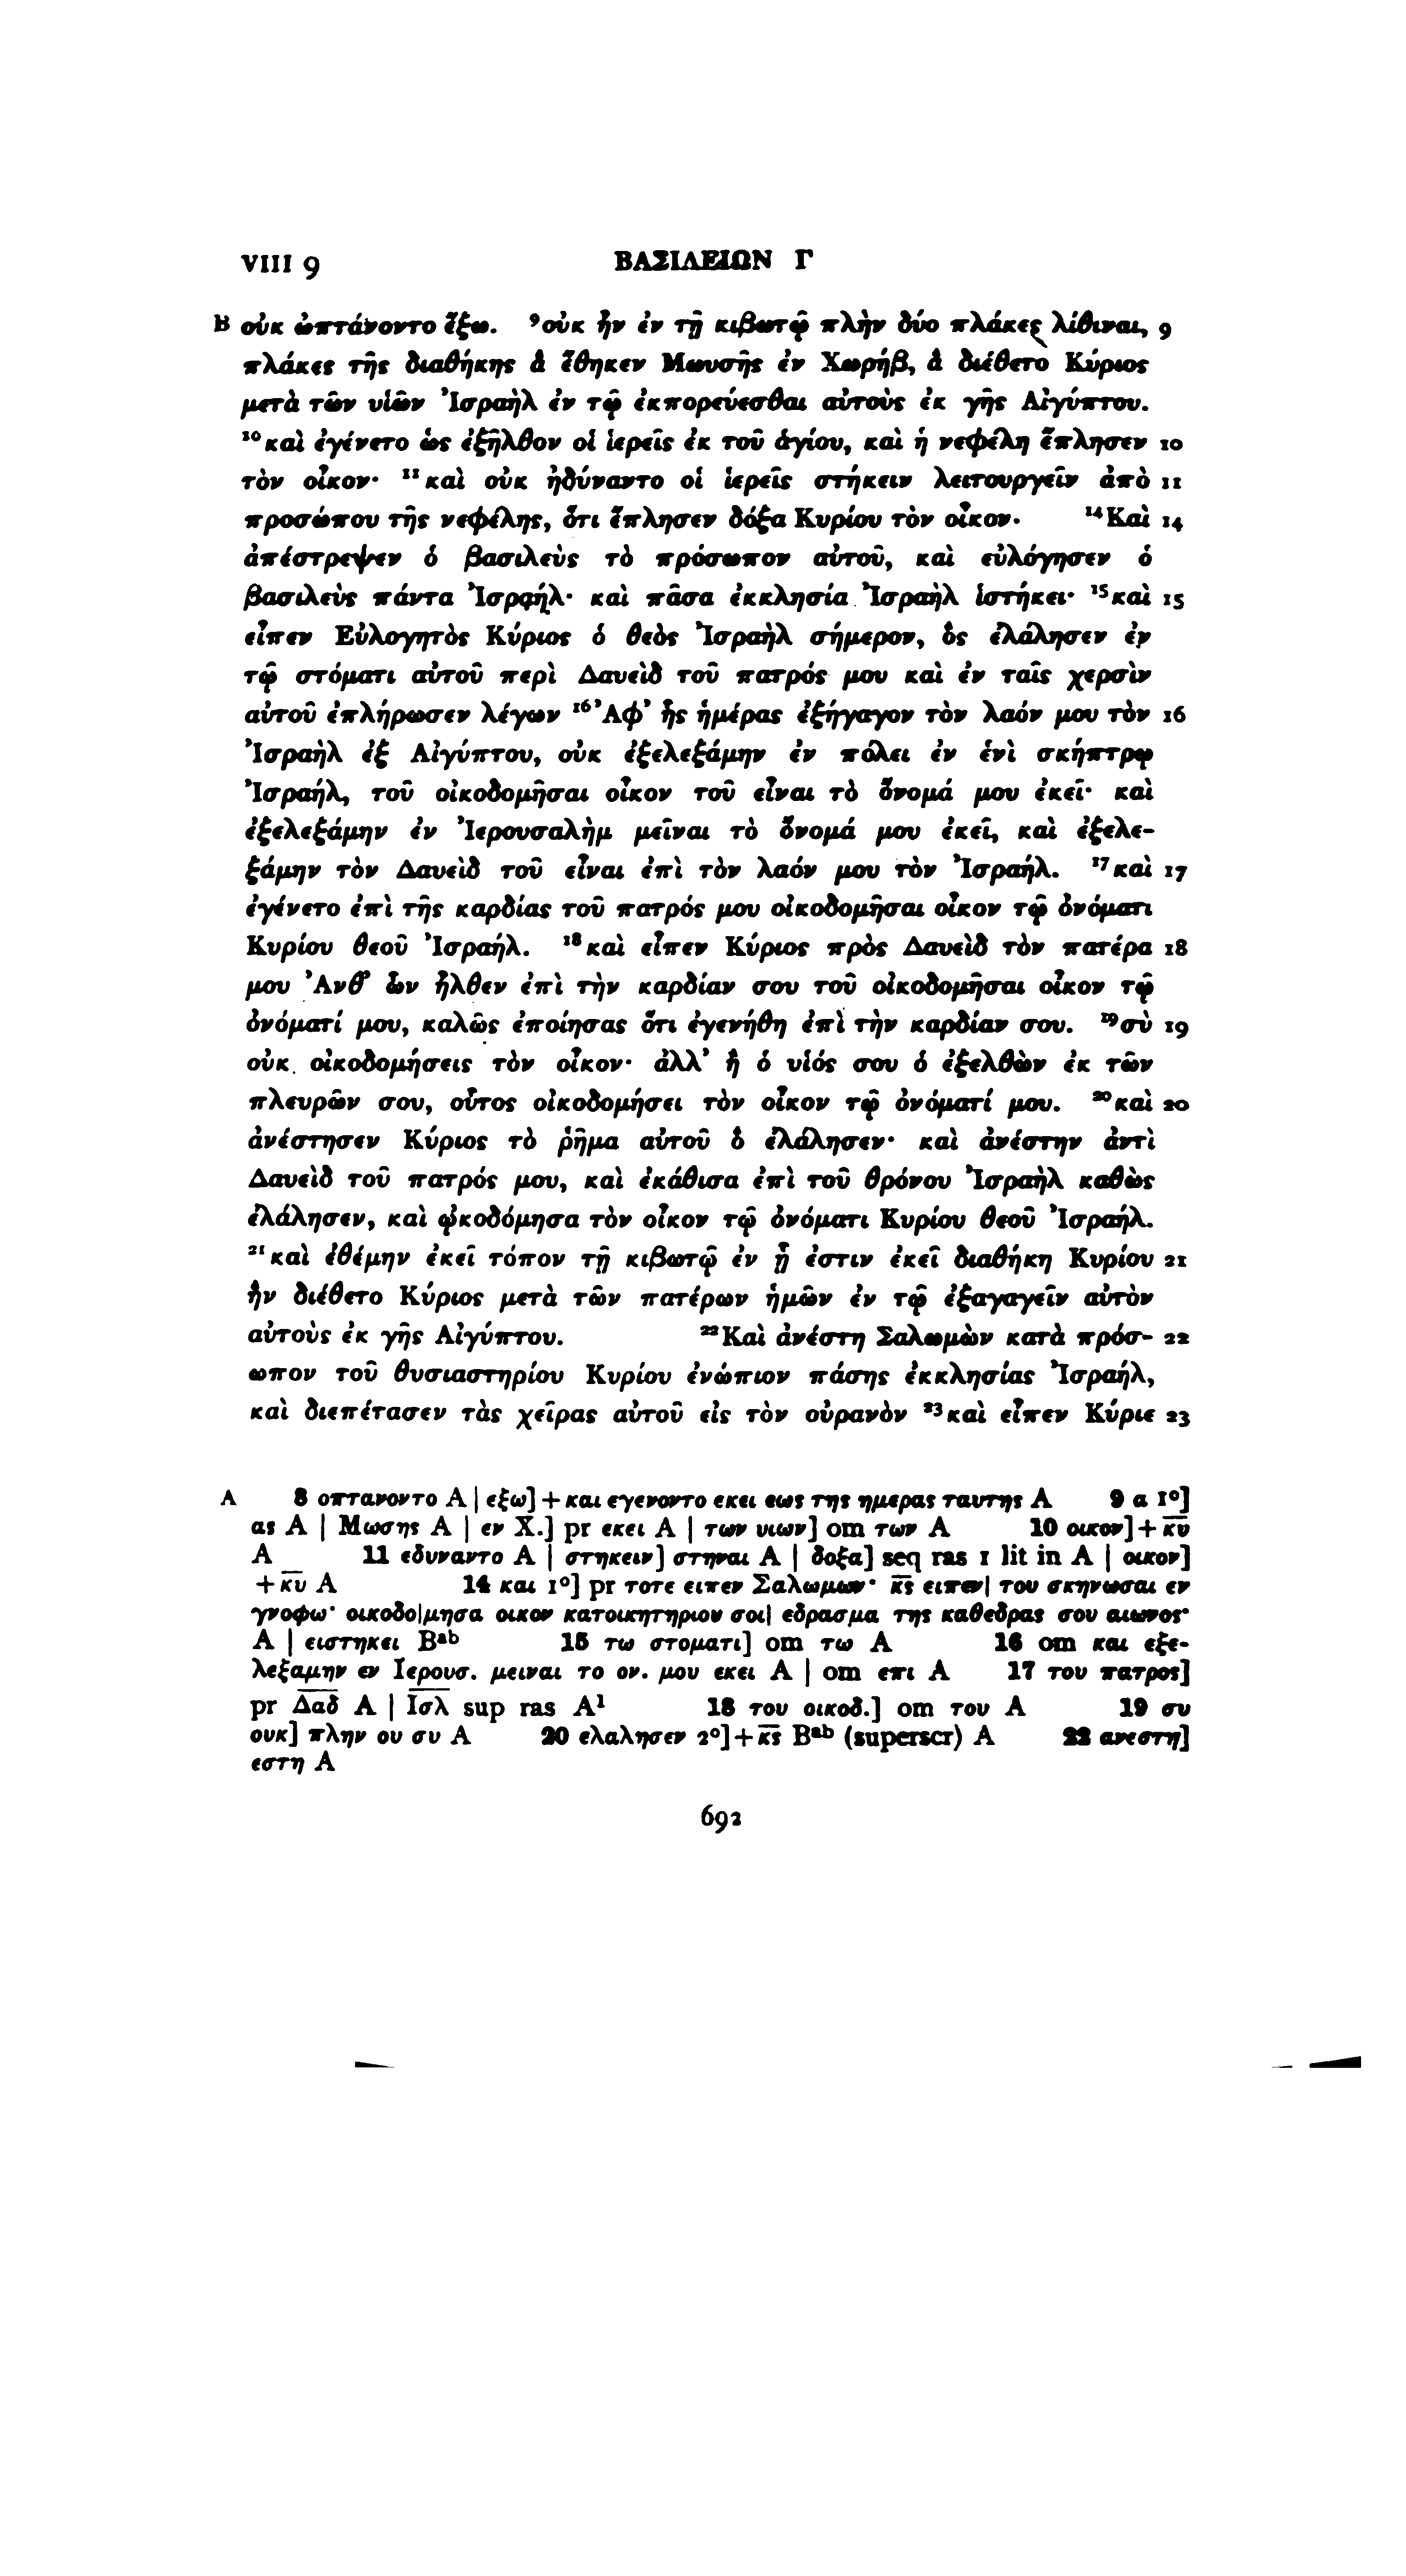 VIII 9 ΒΑΣΙΛΕΙΩΝ Γ
B οὐκ ὠπτάνοντο ἔξω. ⁹οὐκ ἦν ἐν τῇ κιβωτῷ πλὴν δύο πλάκες λίθιναι, 9
πλάκες τῆς διαθήκης ἃ ἔθηκεν Μωυσῆς ἐν Χωρήβ, ἃ διέθετο Κύριος
μετὰ τῶν υἱῶν Ἰσραὴλ ἐν τῷ ἐκπορεύεσθαι αὐτοὺς ἐκ γῆς Αἰγύπτου.
¹⁰καὶ ἐγένετο ὡς ἐξῆλθον οἱ ἱερεῖς ἐκ τοῦ ἁγίου, καὶ ἡ νεφέλη ἔπλησεν 10
τὸν οἶκον· ¹¹καὶ οὐκ ἠδύναντο οἱ ἱερεῖς στήκειν λειτουργεῖν ἀπὸ 11
προσώπου τῆς νεφέλης, ὅτι ἔπλησεν δόξα Κυρίου τὸν οἶκον. ¹⁴Καὶ 14
ἀπέστρεψεν ὁ βασιλεὺς τὸ πρόσωπον αὐτοῦ, καὶ εὐλόγησεν ὁ
βασιλεὺς πάντα Ἰσραήλ· καὶ πᾶσα ἐκκλησία Ἰσραὴλ ἱστήκει· ¹⁵καὶ 15
εἶπεν Εὐλογητὸς Κύριος ὁ θεὸς Ἰσραὴλ σήμερον, ὃς ἐλάλησεν ἐν
τῷ στόματι αὐτοῦ περὶ Δαυεὶδ τοῦ πατρός μου καὶ ἐν ταῖς χερσὶν
αὐτοῦ ἐπλήρωσεν λέγων ¹⁶Ἀφ’ ἧς ἡμέρας ἐξήγαγον τὸν λαόν μου τὸν 16
Ἰσραὴλ ἐξ Αἰγύπτου, οὐκ ἐξελεξάμην ἐν πόλει ἐν ἑνὶ σκήπτρῳ
Ἰσραήλ, τοῦ οἰκοδομῆσαι οἶκον τοῦ εἶναι τὸ ὄνομά μου ἐκεῖ· καὶ
ἐξελεξάμην ἐν Ἰερουσαλὴμ μεῖναι τὸ ὄνομά μου ἐκεῖ, καὶ ἐξελε-
ξάμην τὸν Δαυεὶδ τοῦ εἶναι ἐπὶ τὸν λαόν μου τὸν Ἰσραήλ. ¹⁷καὶ 17
ἐγένετο ἐπὶ τῆς καρδίας τοῦ πατρός μου οἰκοδομῆσαι οἶκον τῷ ὀνόματι
Κυρίου θεοῦ Ἰσραήλ. ¹⁸καὶ εἶπεν Κύριος πρὸς Δαυεὶδ τὸν πατέρα 18
μου Ἀνθ’ ὧν ἦλθεν ἐπὶ τὴν καρδίαν σου τοῦ οἰκοδομῆσαι οἶκον τῷ
ὀνόματί μου, καλῶς ἐποίησας ὅτι ἐγενήθη ἐπὶ τὴν καρδίαν σου. ¹⁹σὺ 19
οὐκ οἰκοδομήσεις τὸν οἶκον· ἀλλ’ ἢ ὁ υἱός σου ὁ ἐξελθὼν ἐκ τῶν
πλευρῶν σου, οὗτος οἰκοδομήσει τὸν οἶκον τῷ ὀνόματί μου. ²⁰καὶ 20
ἀνέστησεν Κύριος τὸ ῥῆμα αὐτοῦ ὃ ἐλάλησεν· καὶ ἀνέστην ἀντὶ
Δαυεὶδ τοῦ πατρός μου, καὶ ἐκάθισα ἐπὶ τοῦ θρόνου Ἰσραὴλ καθὼς
ἐλάλησεν, καὶ ᾠκοδόμησα τὸν οἶκον τῷ ὀνόματι Κυρίου θεοῦ Ἰσραήλ.
²¹καὶ ἐθέμην ἐκεῖ τόπον τῇ κιβωτῷ ἐν ᾗ ἐστιν ἐκεῖ διαθήκη Κυρίου 21
ἣν διέθετο Κύριος μετὰ τῶν πατέρων ἡμῶν ἐν τῷ ἐξαγαγεῖν αὐτὸν
αὐτοὺς ἐκ γῆς Αἰγύπτου. ²²Καὶ ἀνέστη Σαλωμὼν κατὰ πρόσ- 22
ωπον τοῦ θυσιαστηρίου Κυρίου ἐνώπιον πάσης ἐκκλησίας Ἰσραήλ,
καὶ διεπέτασεν τὰς χεῖρας αὐτοῦ εἰς τὸν οὐρανὸν ²³καὶ εἶπεν Κύριε 23
A 8 οπτανοντο A | εξω] + και εγενοντο εκει εως της ημερας ταυτης A 9 α 1º]
ας A | Μωσης A | εν Χ.] pr εκει A | των υιων] om των A 10 οικον] + κ̅υ̅
A 11 εδυναντο A | στηκειν] στηναι A | δοξα] seq ras 1 lit in A | οικον]
+ κ̅υ̅ A 14 και 1º] pr τοτε ειπεν Σαλωμων· κ̅ς̅ ειπεν| του σκηνωσαι εν
γνοφω· οικοδο|μησα οικον κατοικητηριον σοι| εδρασμα της καθεδρας σου αιωνος·
A | ειστηκει Bᵃᵇ 15 τω στοματι] om τω A 16 om και εξε-
λεξαμην εν Ιερουσ. μειναι το ον. μου εκει A | om επι A 17 του πατρος]
pr Δ̅α̅δ̅ A | Ι̅σ̅λ̅ sup ras A¹ 18 του οικοδ.] om του A 19 συ
ουκ] πλην ου συ A 20 ελαλησεν 2º] + κ̅ς̅ Bᵃᵇ (superscr) A 22 ανεστη]
εστη A
692